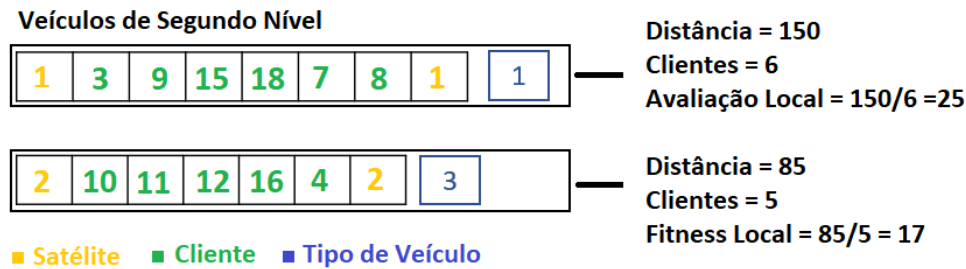 Veículos de Segundo Nível
1 3 9 15 18 7 8 1 1
Distância = 150
Clientes = 6
Avaliação Local = 150/6 =25
2 10 11 12 16 4 2 3
Distância = 85
Clientes = 5
Fitness Local = 85/5 = 17
Satélite Cliente Tipo de Veículo